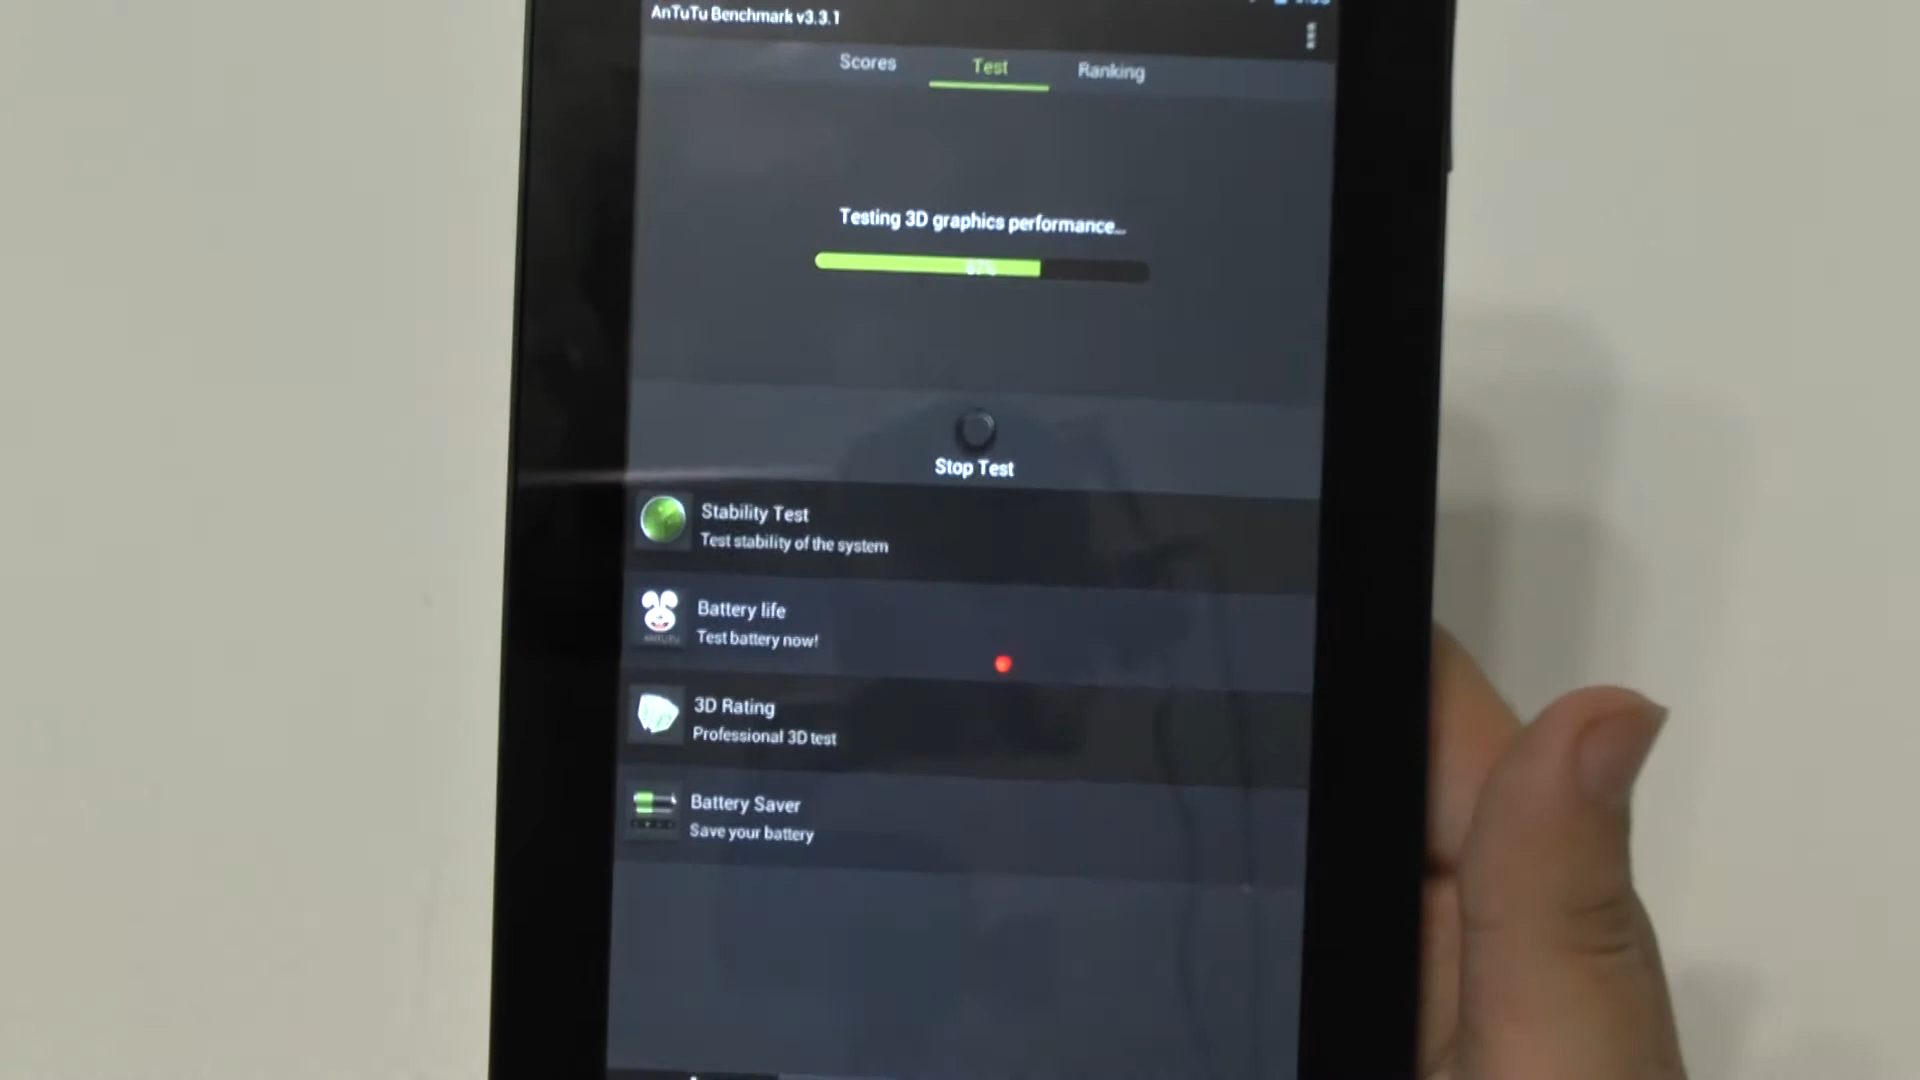 AnTuTu Benchmark v3.3.1
Scores Test Ranking
Testing 3D graphics performance...
67%
Stop Test
Stability Test
Test stability of the system
Battery life
Test battery now!
3D Rating
Professional 3D test
Battery Saver
Save your battery